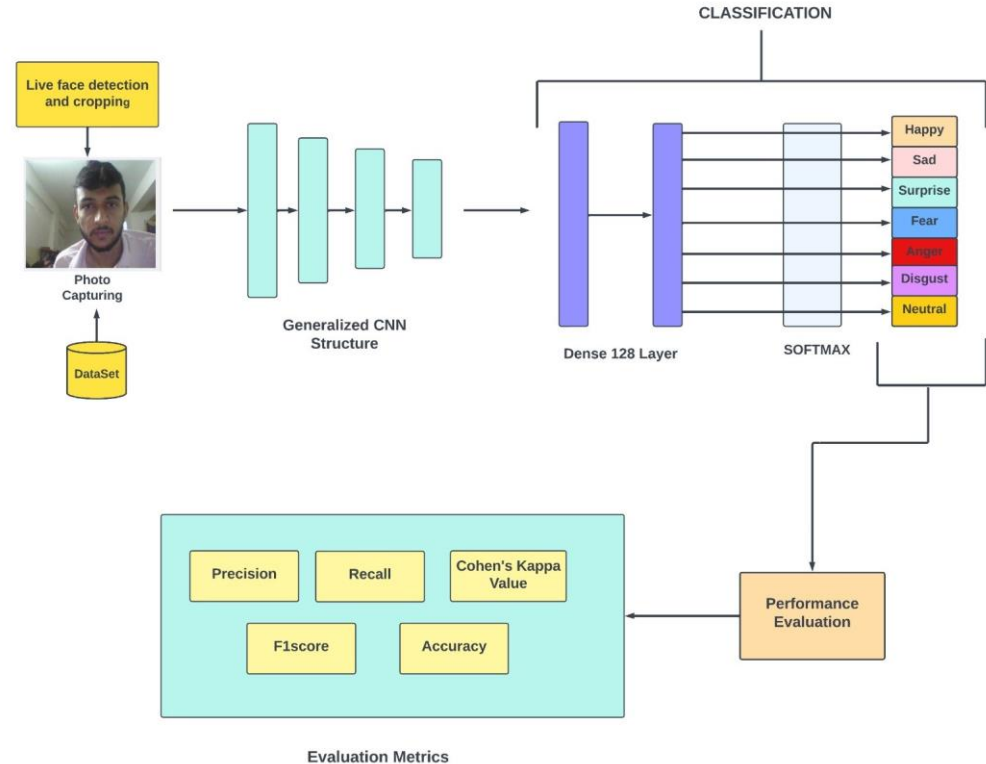 CLASSIFICATION
Live face detection
and cropping
Photo
Capturing
DataSet
Generalized CNN
Structure
Dense 128 Layer
SOFTMAX
Happy
Sad
Surprise
Fear
Anger
Disgust
Neutral
Performance
Evaluation
Precision
Recall
Cohen's Kappa
Value
F1score
Accuracy
Evaluation Metrics